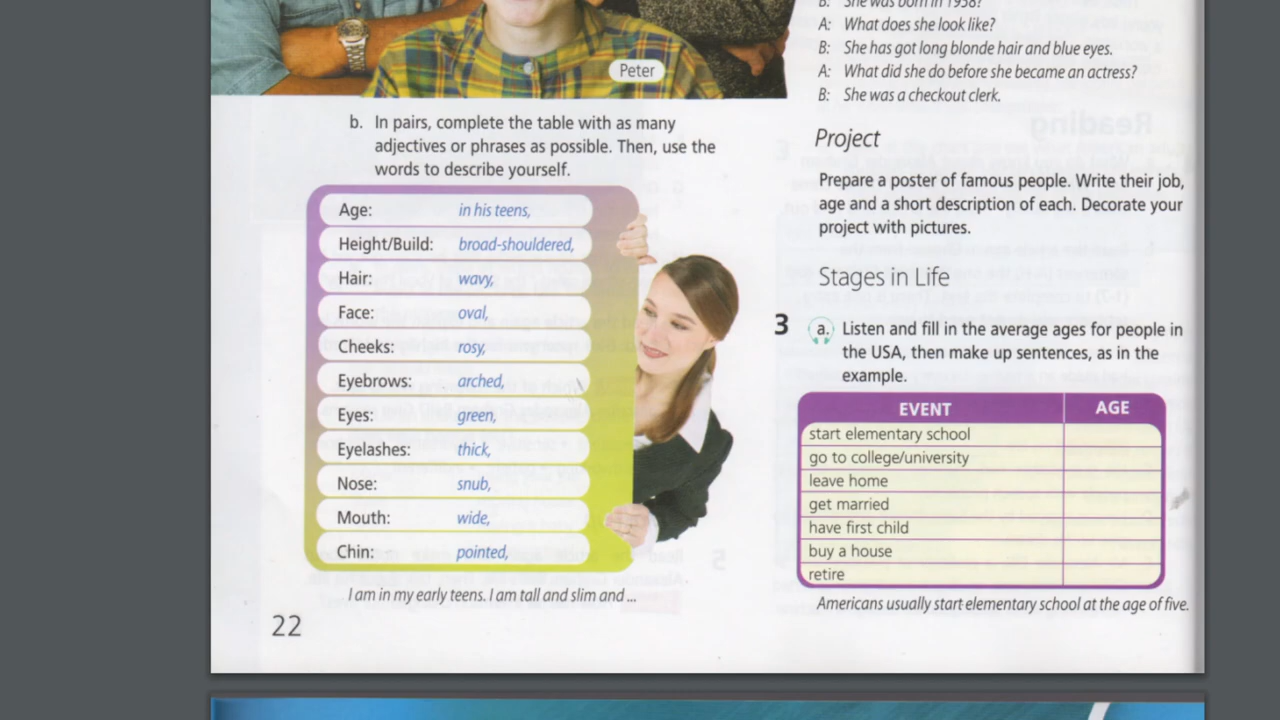 Peter
b. In pairs, complete the table with as many
adjectives or phrases as possible. Then, use the
words to describe yourself.
Age: in his teens,
Height/Build: broad-shouldered,
Hair: wavy,
Face: oval,
Cheeks: rosy,
Eyebrows: arched,
Eyes: green,
Eyelashes: thick,
Nose: snub,
Mouth: wide,
Chin: pointed,
I am in my early teens. I am tall and slim and ...
22
B: She was born in 1958?
A: What does she look like?
B: She has got long blonde hair and blue eyes.
A: What did she do before she became an actress?
B: She was a checkout clerk.
Project
Prepare a poster of famous people. Write their job,
age and a short description of each. Decorate your
project with pictures.
Stages in Life
3 a. Listen and fill in the average ages for people in
the USA, then make up sentences, as in the
example.
EVENT AGE
start elementary school
go to college/university
leave home
get married
have first child
buy a house
retire
Americans usually start elementary school at the age of five.